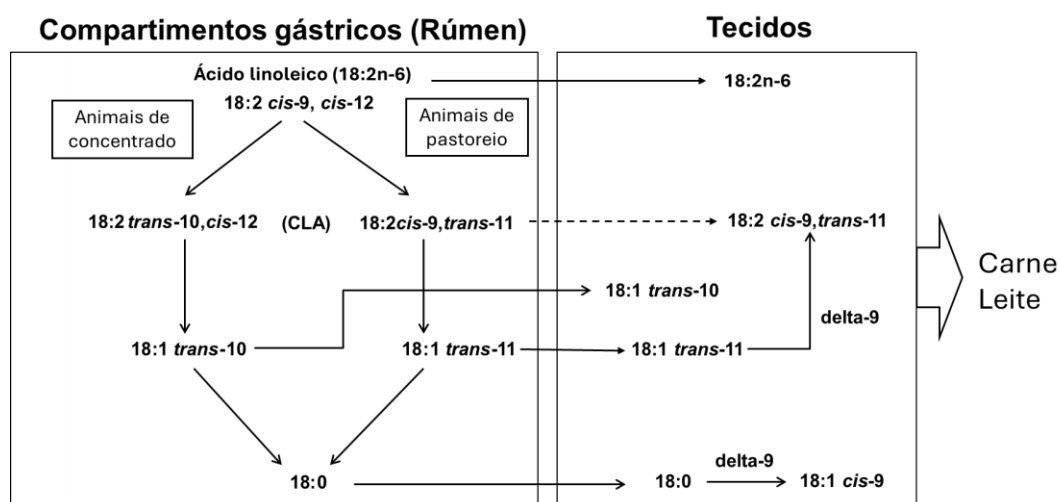 Compartimentos gástricos (Rúmen)
Tecidos
Ácido linoleico (18:2n-6)
18:2n-6
18:2 cis-9, cis-12
Animais de
concentrado
Animais de
pastoreio
18:2 trans-10,cis-12
(CLA)
18:2cis-9,trans-11
18:2 cis-9,trans-11
Carne
Leite
18:1 trans-10
delta-9
18:1 trans-10
18:1 trans-11
18:1 trans-11
delta-9
18:0
18:0
18:1 cis-9